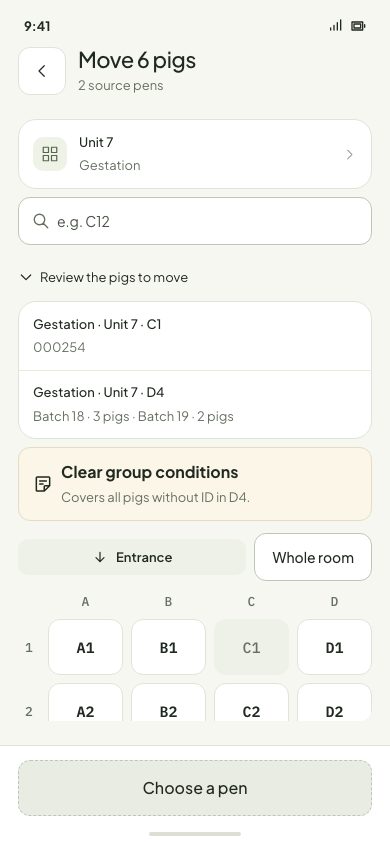 9:41
Move 6 pigs
2 source pens
Unit 7
Gestation
e.g. C12
Review the pigs to move
Gestation · Unit 7 · C1
000254
Gestation · Unit 7 · D4
Batch 18 · 3 pigs · Batch 19 · 2 pigs
Clear group conditions
Covers all pigs without ID in D4.
Entrance
Whole room
A B C D
1 A1 B1 C1 D1
2 A2 B2 C2 D2
Choose a pen